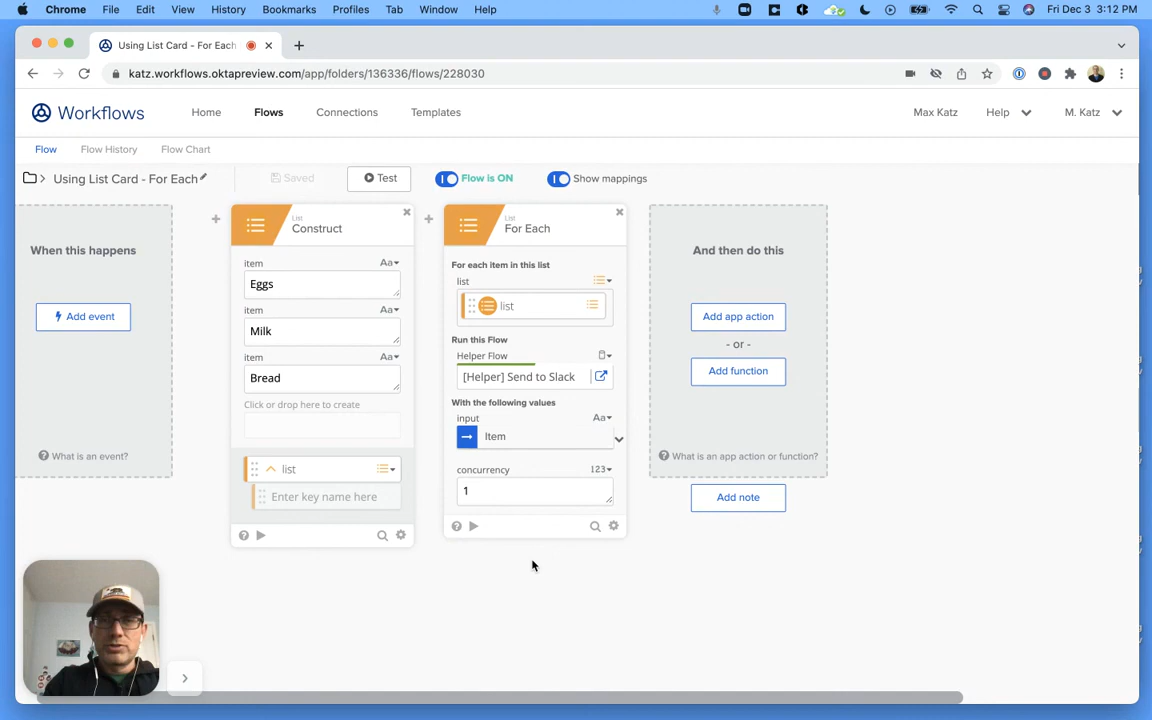 Chrome File Edit View History Bookmarks Profiles Tab Window Help Fri Dec 3 3:12 PM
Using List Card - For Each
katz.workflows.oktapreview.com/app/folders/136336/flows/228030
Workflows Home Flows Connections Templates Max Katz Help M. Katz
Flow Flow History Flow Chart
Using List Card - For Each Saved Test Flow is ON Show mappings
When this happens
Add event
What is an event?
List
Construct
item Aa
Eggs
item Aa
Milk
item Aa
Bread
Click or drop here to create
list
Enter key name here
List
For Each
For each item in this list
list
list
Run this Flow
Helper Flow
[Helper] Send to Slack
With the following values
input Aa
Item
concurrency 123
1
And then do this
Add app action
- or -
Add function
What is an app action or function?
Add note